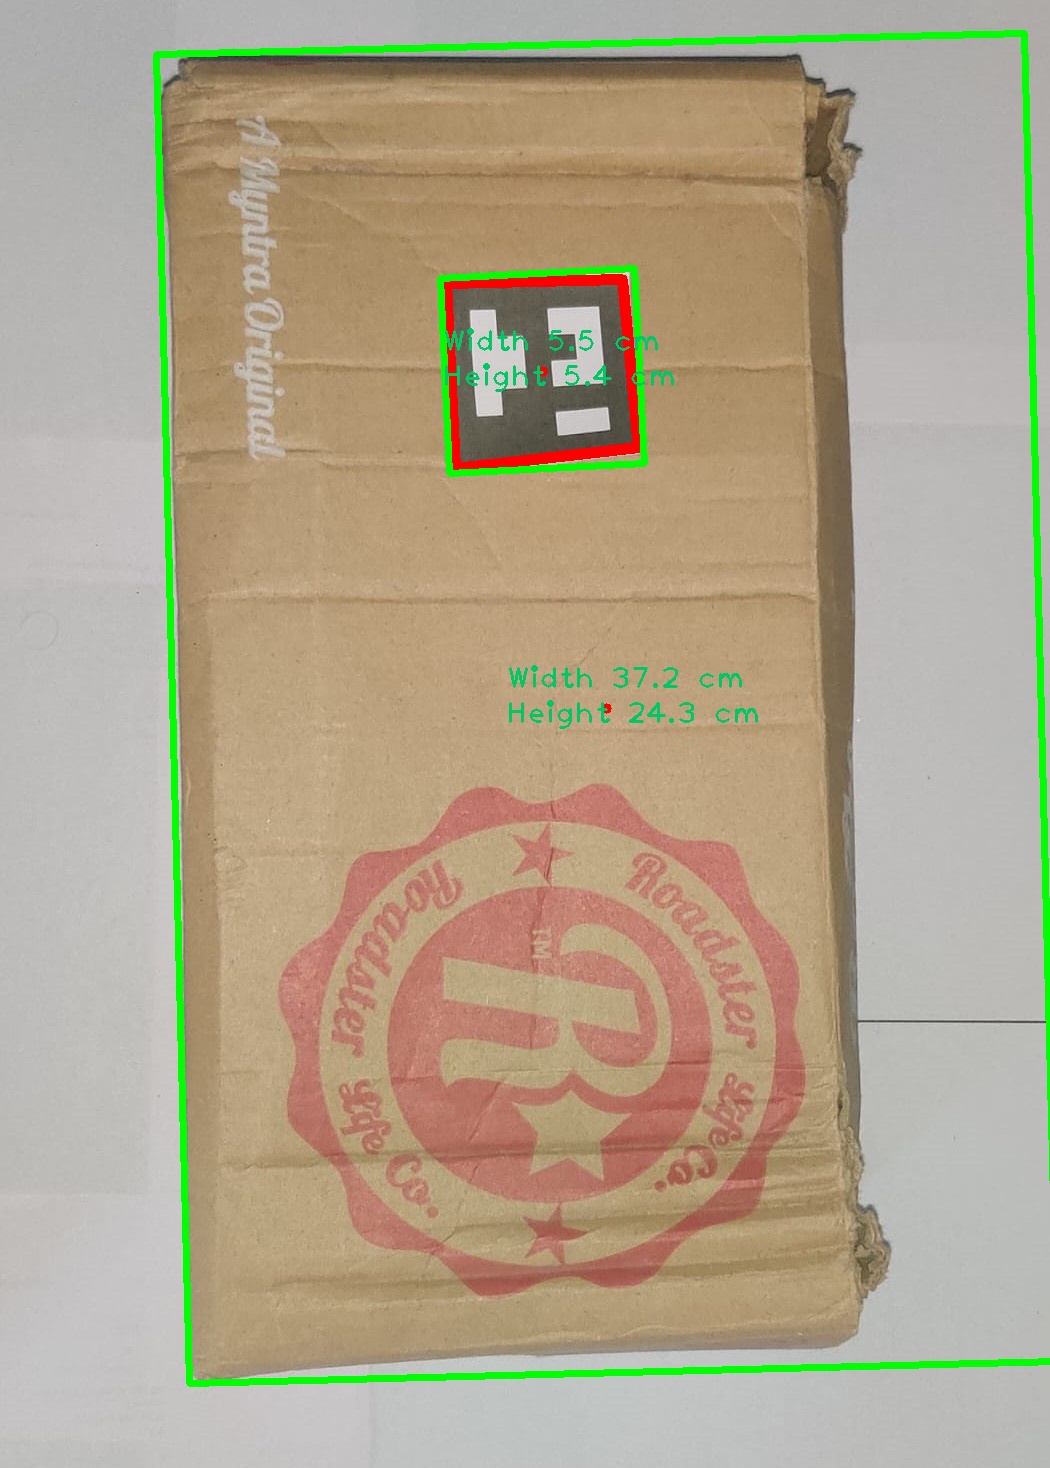 A Myntra Original
Width 5.5 cm
Height 5.4 cm
Width 37.2 cm
Height 24.3 cm
Roadster Life Co.
Roadster Life Co.
TM
R